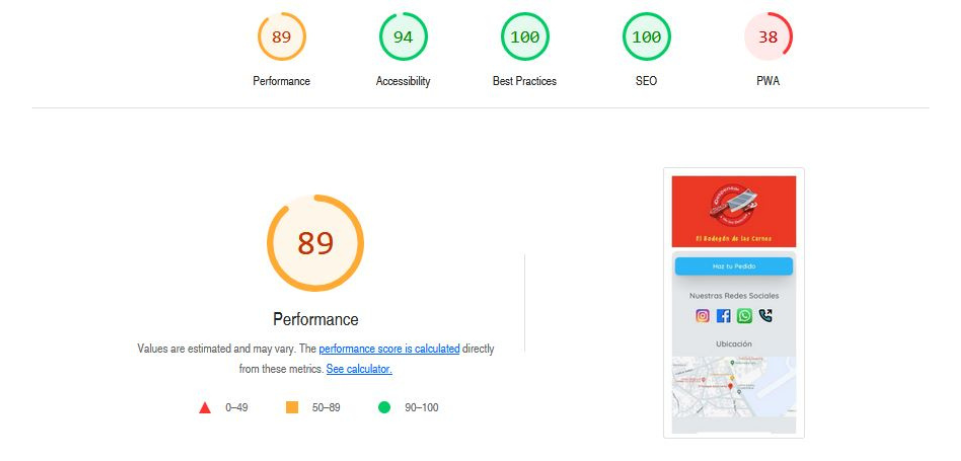 89
94
100
100
38
Performance
Accessibility
Best Practices
SEO
PWA
89
Performance
Values are estimated and may vary. The performance score is calculated directly
from these metrics. See calculator.
0–49
50–89
90–100
El Bodegón de las Carnes
Haz tu Pedido
Nuestras Redes Sociales
Ubicación